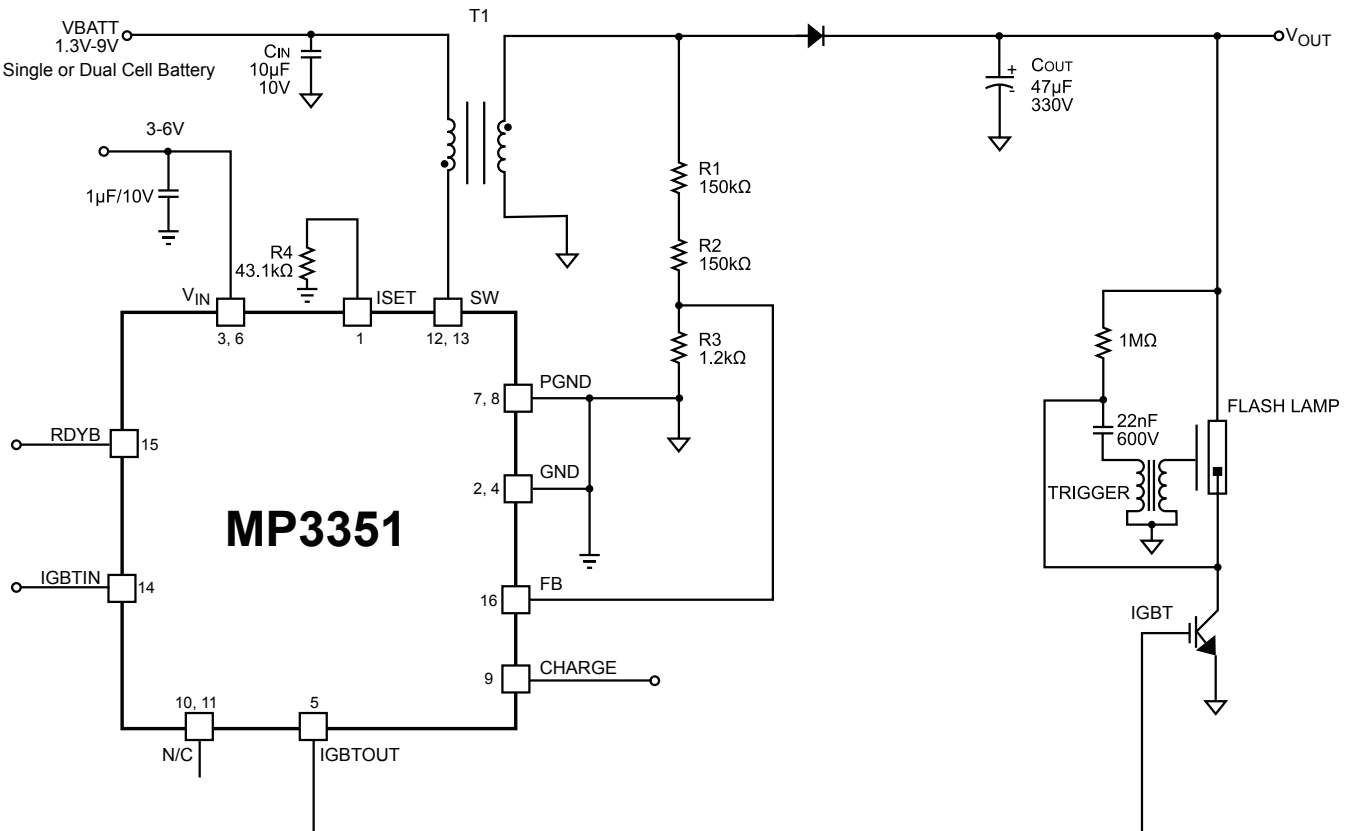 T1
VBATT
1.3V-9V
Single or Dual Cell Battery
CIN
10µF
10V
VOUT
COUT
+
-
47µF
330V
3-6V
1µF/10V
R1
150kΩ
R2
150kΩ
R3
1.2kΩ
R4
43.1kΩ
VIN
ISET
SW
3, 6
1
12, 13
PGND
7, 8
GND
2, 4
RDYB
15
MP3351
IGBTIN
14
FB
16
CHARGE
9
10, 11
5
N/C
IGBTOUT
1MΩ
22nF
600V
FLASH LAMP
TRIGGER
IGBT